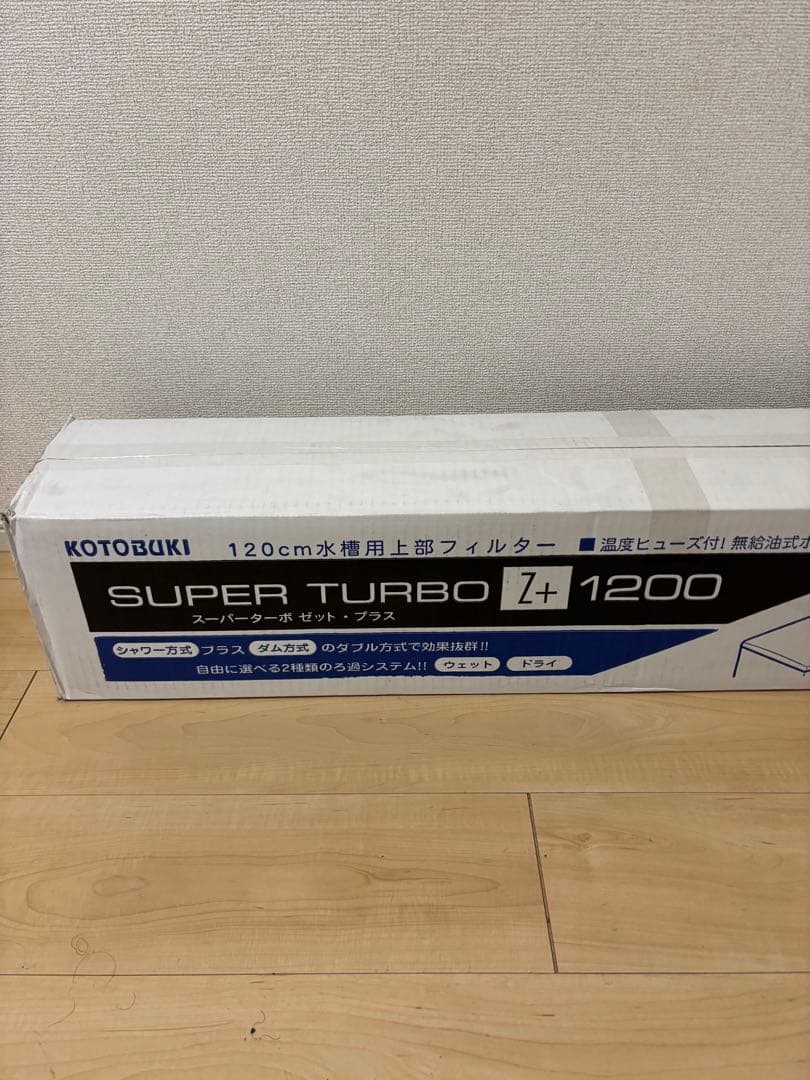 KOTOBUKI 120cm水槽用上部フィルター ■温度ヒューズ付!無給油式
SUPER TURBO Z+ 1200
スーパーターボ ゼット・プラス
シャワー方式 プラス ダム方式 のダブル方式で効果抜群!!
自由に選べる2種類のろ過システム!! ウェット ドライ